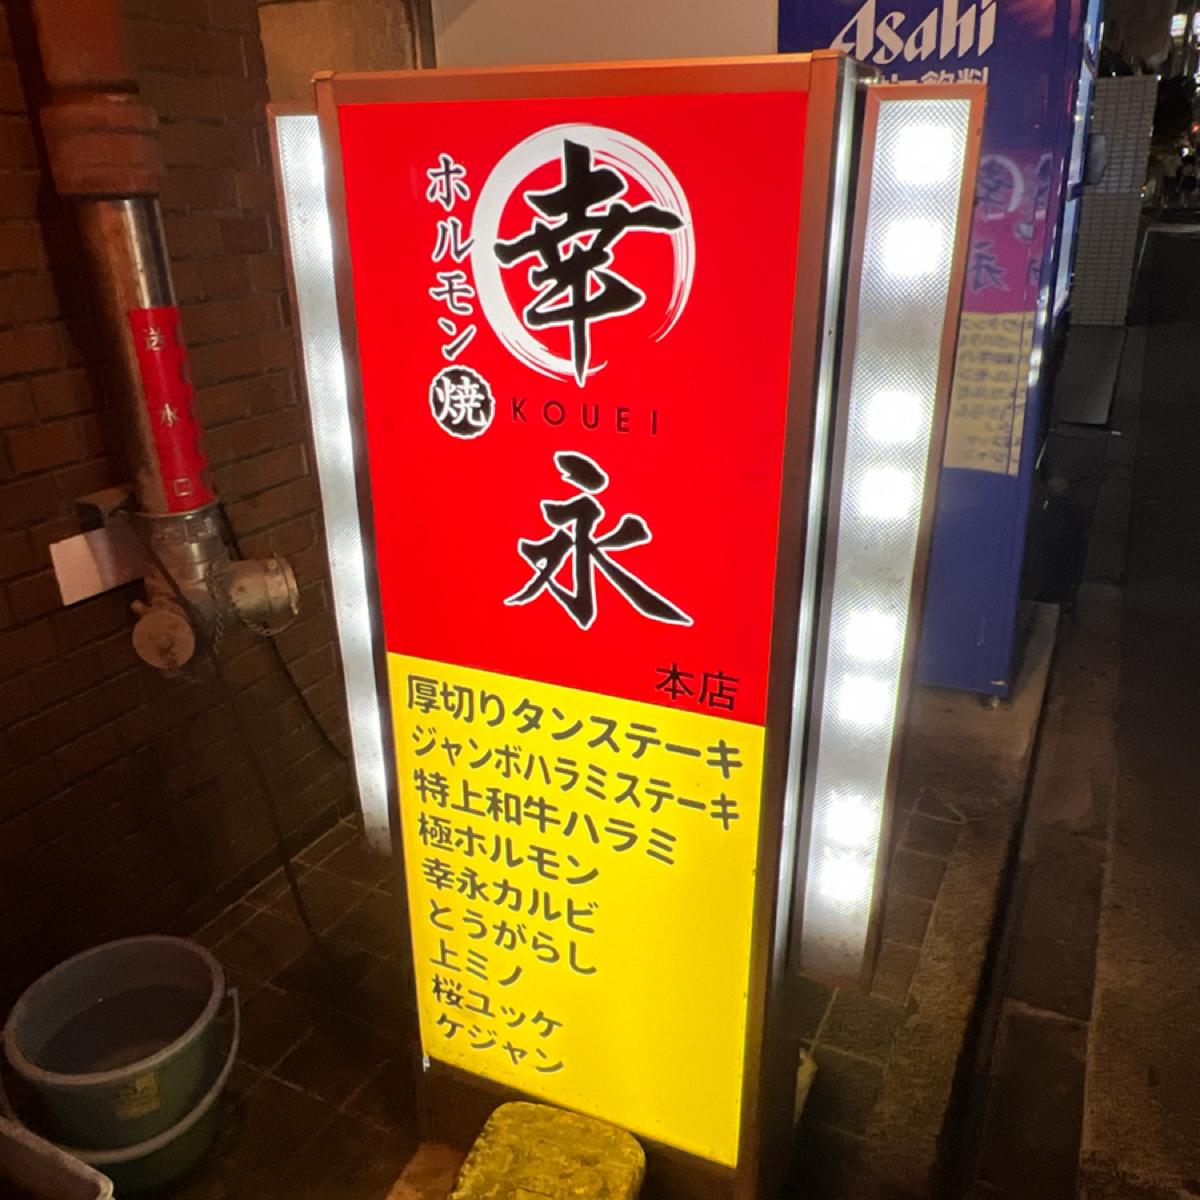 Asahi
ホルモン焼
幸永
KOUEI
本店
厚切りタンステーキ
ジャンボハラミステーキ
特上和牛ハラミ
極ホルモン
幸永カルビ
とうがらし
上ミノ
桜ユッケ
ケジャン
送水口